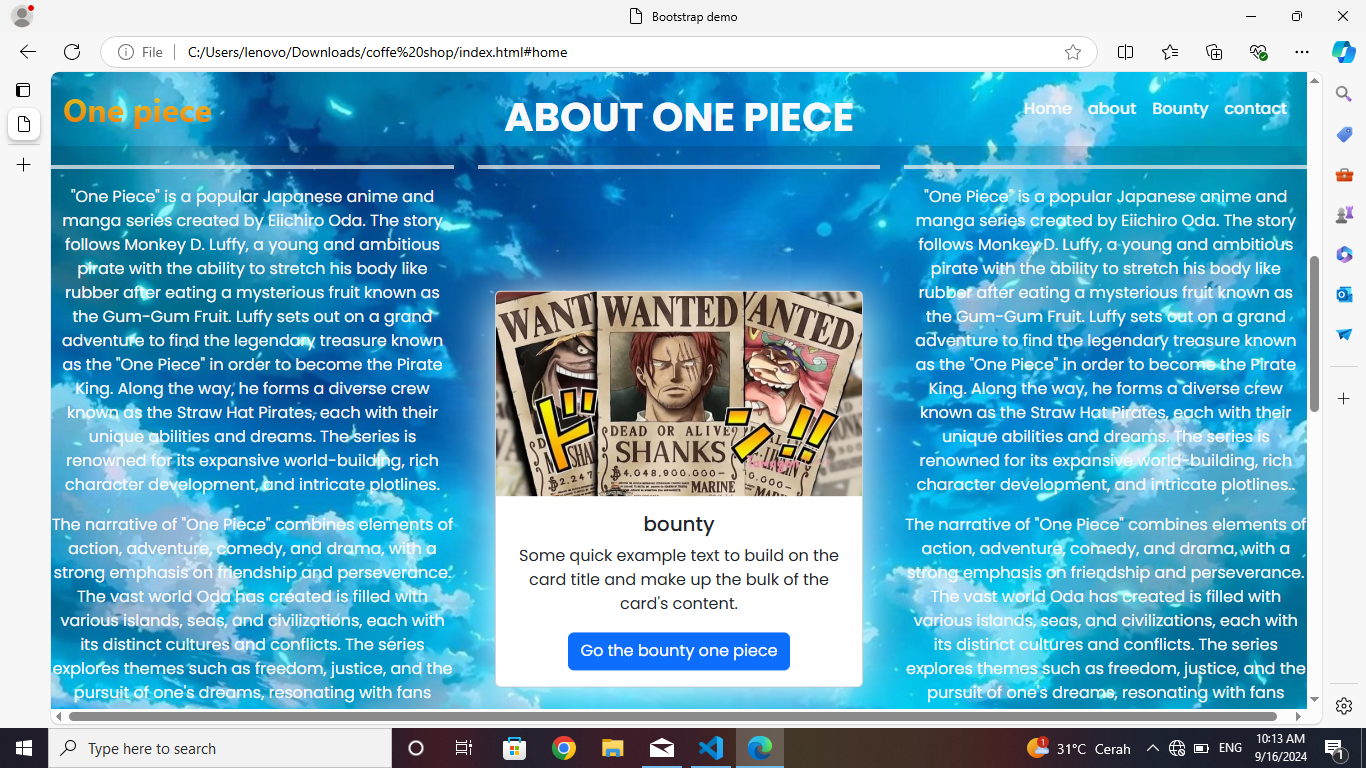 Bootstrap demo
File
C:/Users/lenovo/Downloads/coffe%20shop/index.html#home
One piece
ABOUT ONE PIECE
Home about Bounty contact
"One Piece" is a popular Japanese anime and
manga series created by Eiichiro Oda. The story
follows Monkey D. Luffy, a young and ambitious
pirate with the ability to stretch his body like
rubber after eating a mysterious fruit known as
the Gum-Gum Fruit. Luffy sets out on a grand
adventure to find the legendary treasure known
as the "One Piece" in order to become the Pirate
King. Along the way, he forms a diverse crew
known as the Straw Hat Pirates, each with their
unique abilities and dreams. The series is
renowned for its expansive world-building, rich
character development, and intricate plotlines.
The narrative of "One Piece" combines elements of
action, adventure, comedy, and drama, with a
strong emphasis on friendship and perseverance.
The vast world Oda has created is filled with
various islands, seas, and civilizations, each with
its distinct cultures and conflicts. The series
explores themes such as freedom, justice, and the
pursuit of one's dreams, resonating with fans
WANT
WANTED
ANTED
ド
ン!!
DEAD OR ALIVE
SHANKS
4,048,900,000-
MARINE
bounty
Some quick example text to build on the
card title and make up the bulk of the
card's content.
Go the bounty one piece
"One Piece" is a popular Japanese anime and
manga series created by Eiichiro Oda. The story
follows Monkey D. Luffy, a young and ambitious
pirate with the ability to stretch his body like
rubber after eating a mysterious fruit known as
the Gum-Gum Fruit. Luffy sets out on a grand
adventure to find the legendary treasure known
as the "One Piece" in order to become the Pirate
King. Along the way, he forms a diverse crew
known as the Straw Hat Pirates, each with their
unique abilities and dreams. The series is
renowned for its expansive world-building, rich
character development, and intricate plotlines..
The narrative of "One Piece" combines elements of
action, adventure, comedy, and drama, with a
strong emphasis on friendship and perseverance.
The vast world Oda has created is filled with
various islands, seas, and civilizations, each with
its distinct cultures and conflicts. The series
explores themes such as freedom, justice, and the
pursuit of one's dreams, resonating with fans
Type here to search
1
31°C Cerah
ENG
10:13 AM
9/16/2024
1